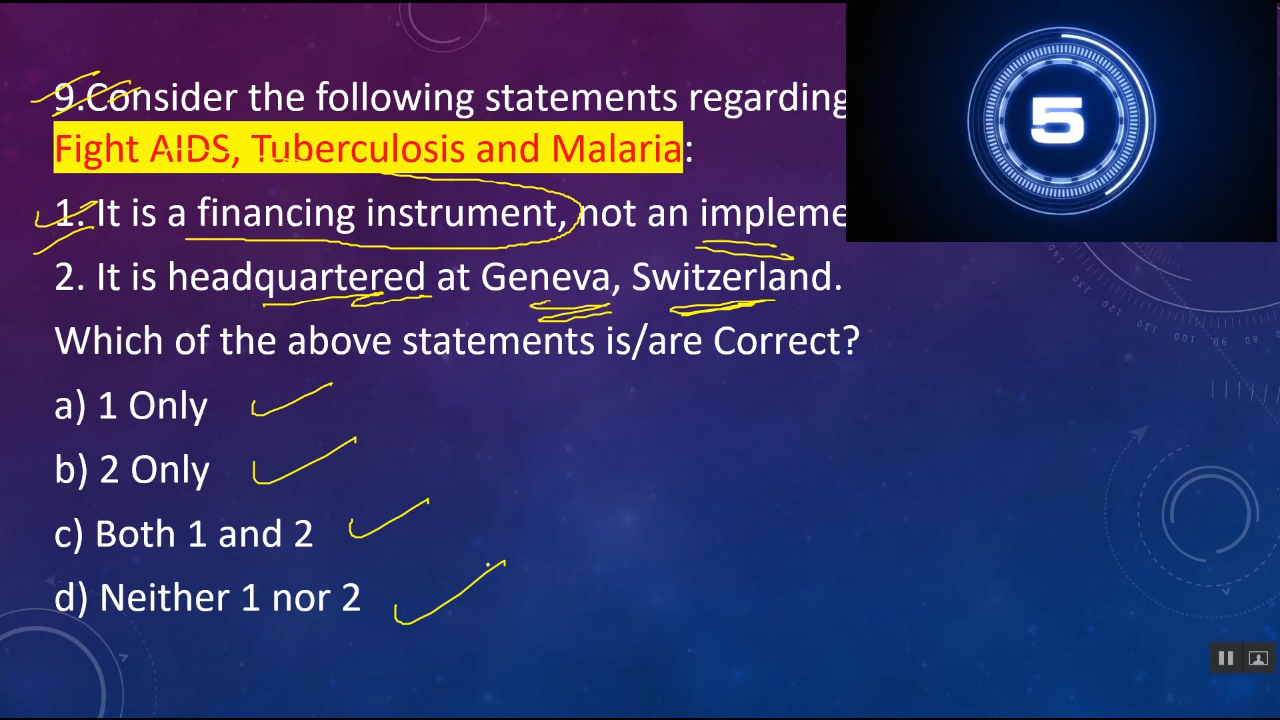 9.Consider the following statements regarding
Fight AIDS, Tuberculosis and Malaria:
1. It is a financing instrument, not an
2. It is headquartered at Geneva, Switzerland.
Which of the above statements is/are Correct?
a) 1 Only
b) 2 Only
c) Both 1 and 2
d) Neither 1 nor 2
5